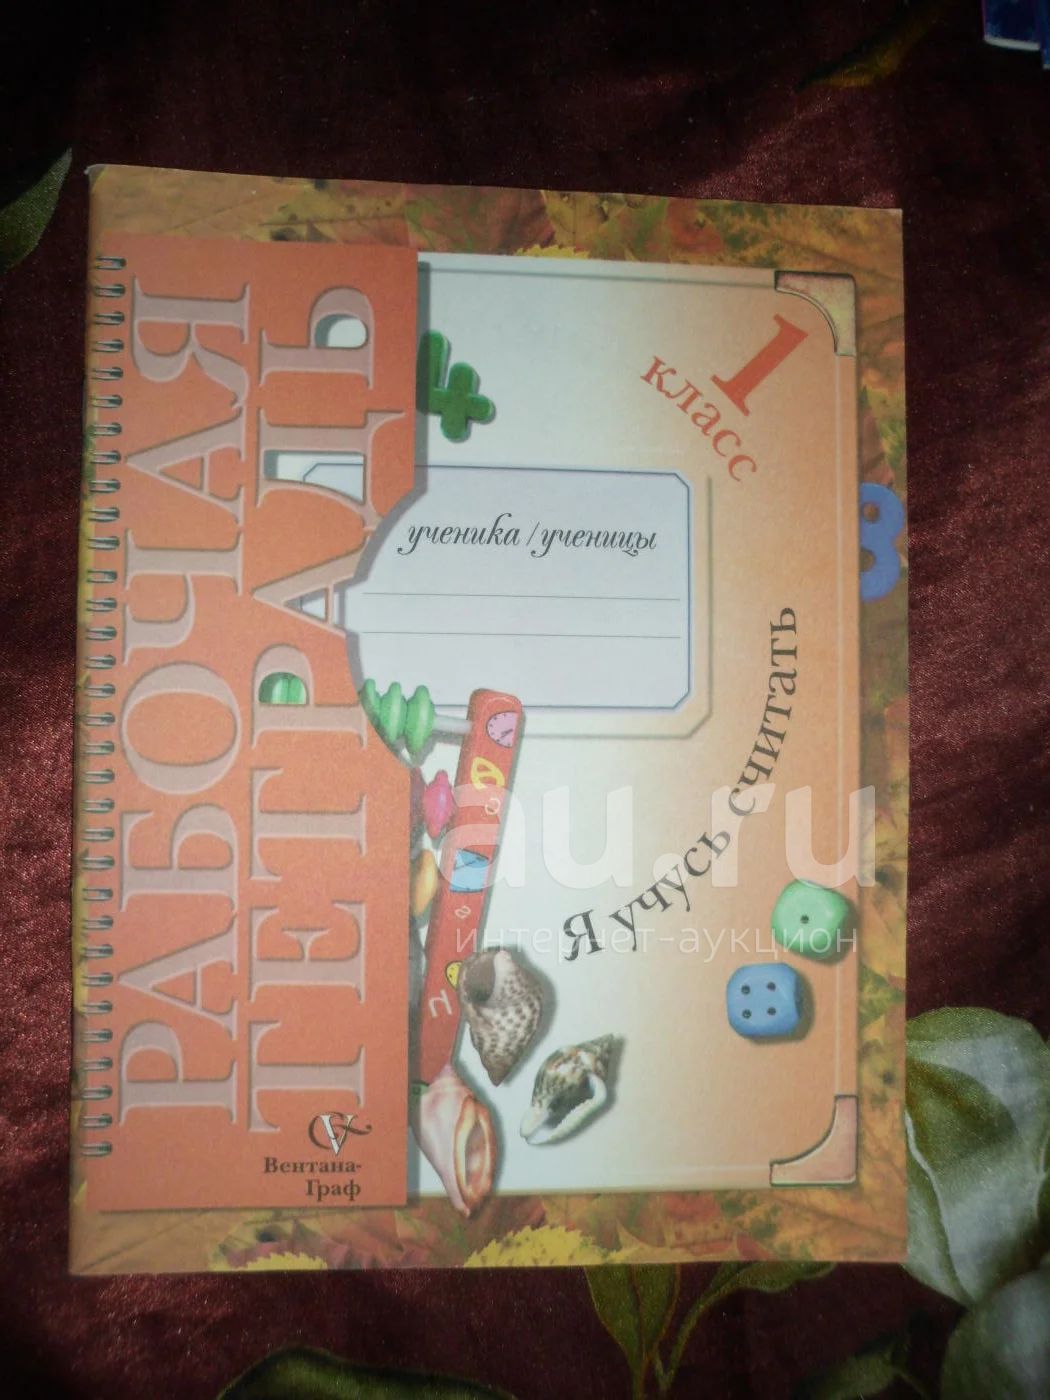 РАБОЧАЯ
ТЕТРАДЬ
1
класс
ученика/ученицы
Я учусь считать
au.ru
интернет-аукцион
Вентана-
Граф